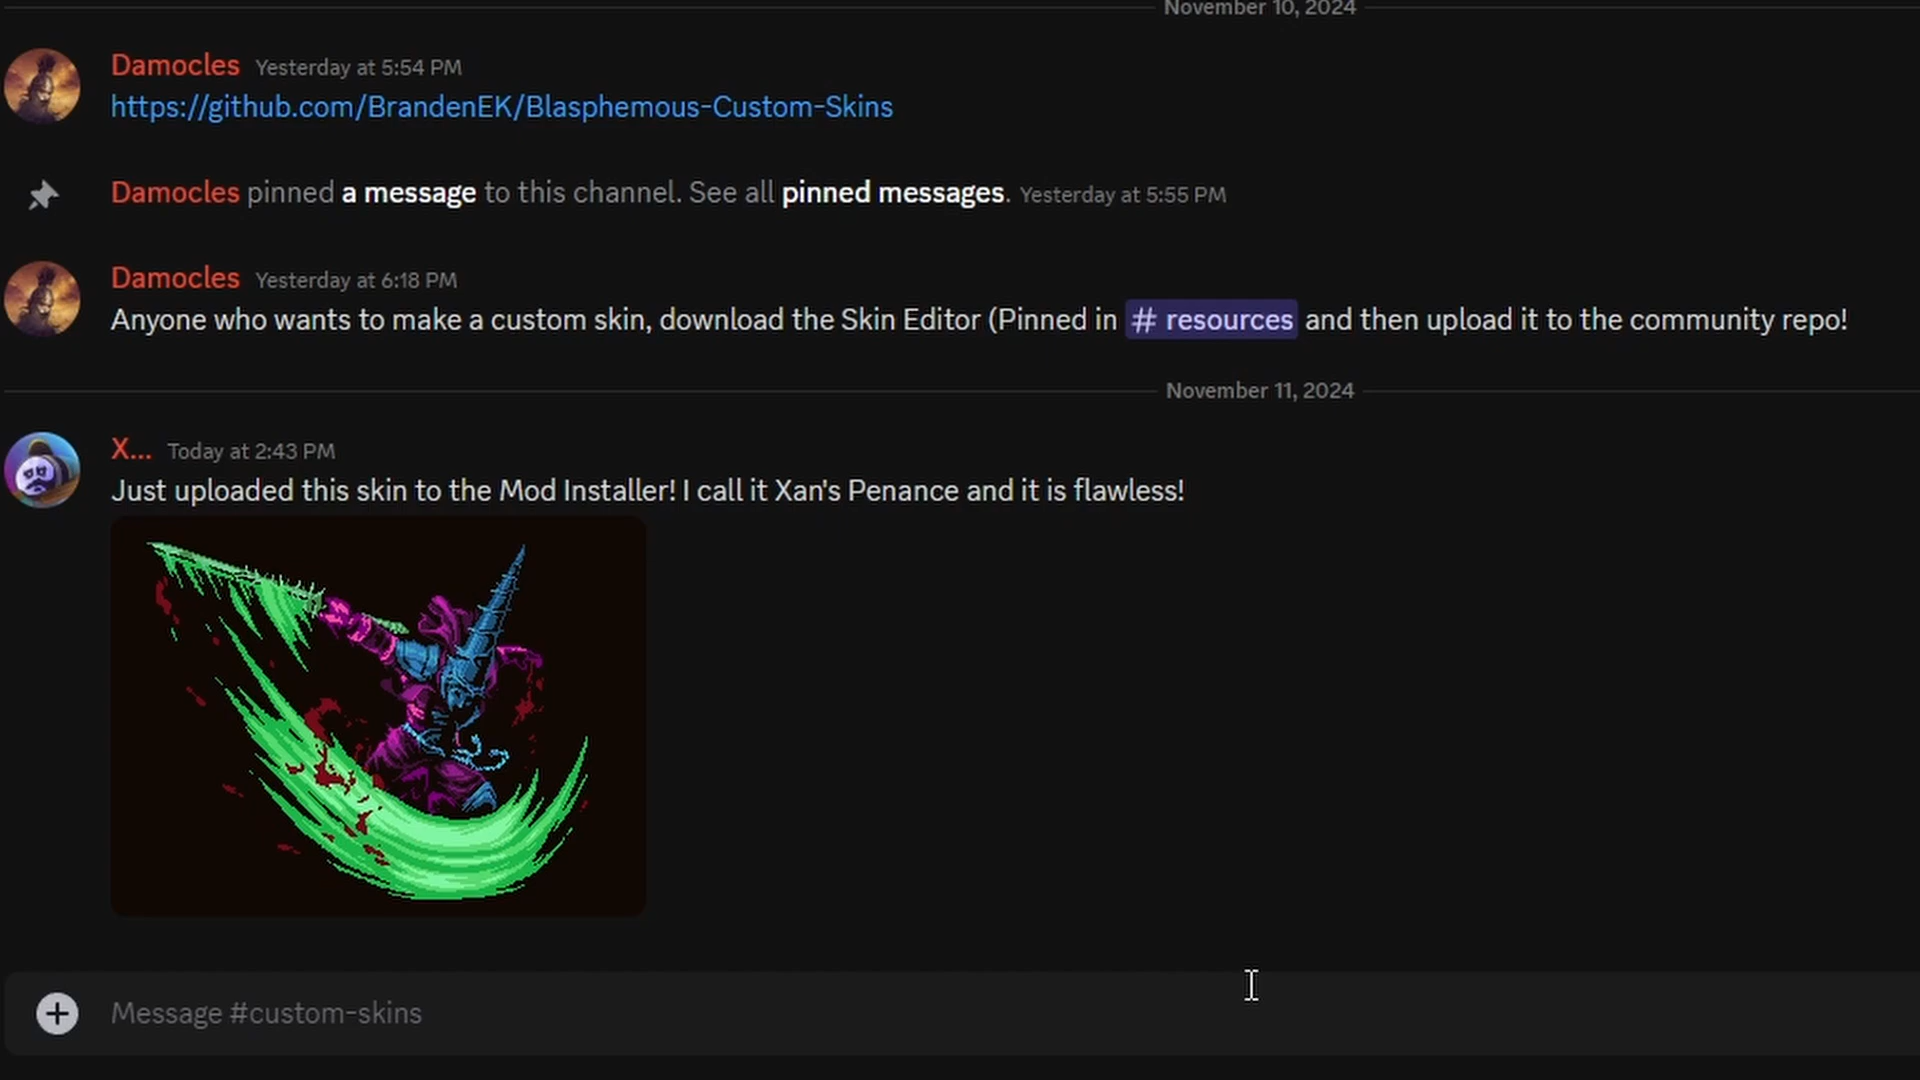 November 10, 2024
Damocles Yesterday at 5:54 PM
https://github.com/BrandenEK/Blasphemous-Custom-Skins
Damocles pinned a message to this channel. See all pinned messages. Yesterday at 5:55 PM
Damocles Yesterday at 6:18 PM
Anyone who wants to make a custom skin, download the Skin Editor (Pinned in # resources and then upload it to the community repo!
November 11, 2024
X... Today at 2:43 PM
Just uploaded this skin to the Mod Installer! I call it Xan's Penance and it is flawless!
Message #custom-skins